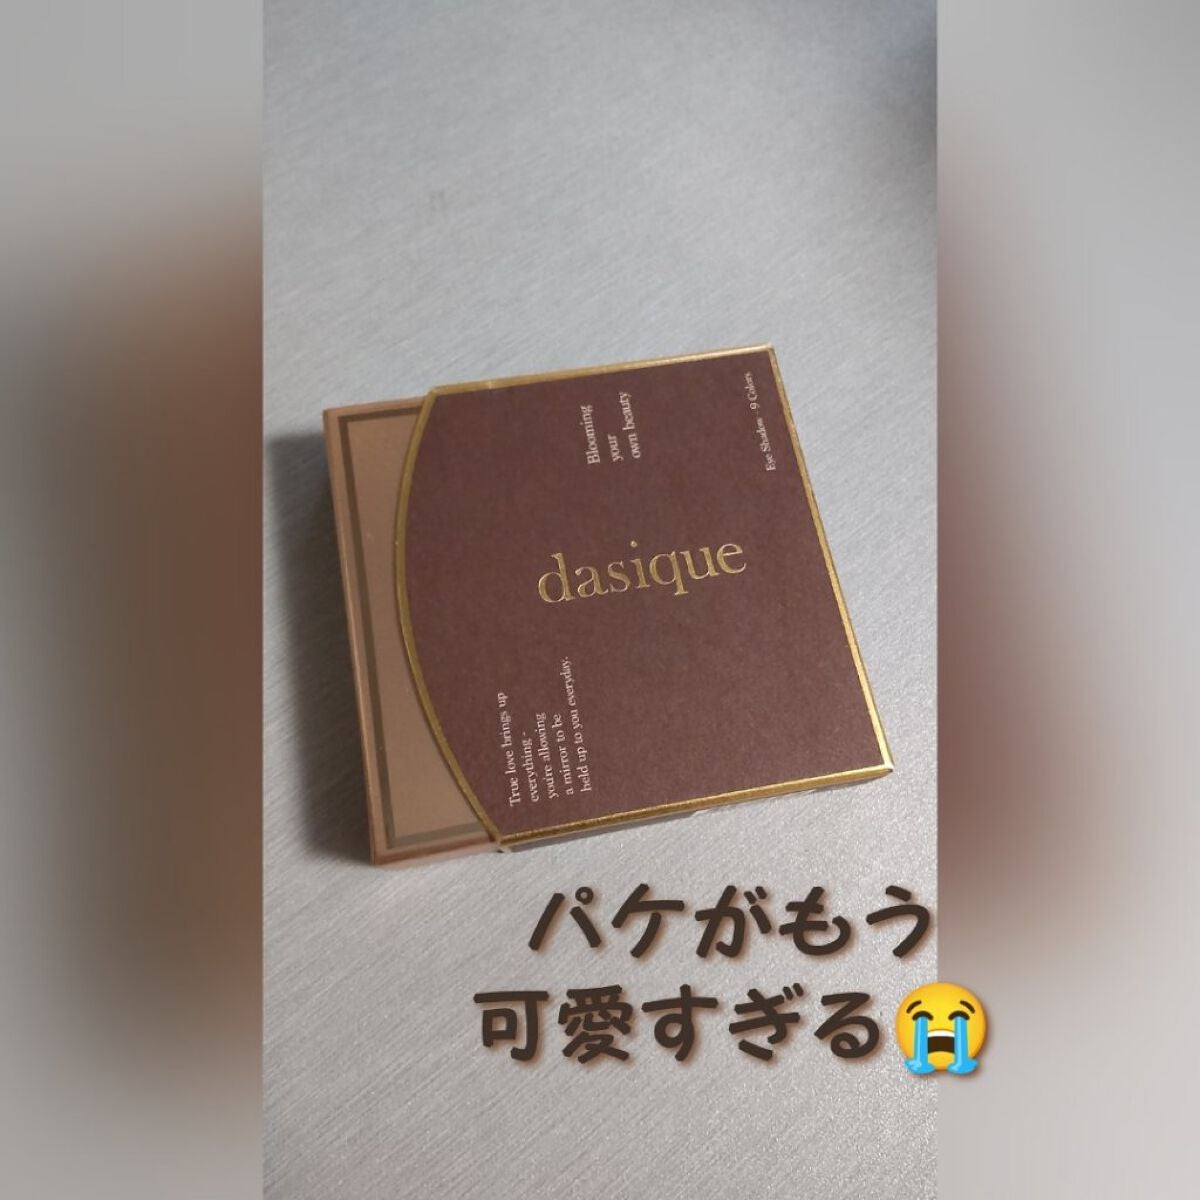 Blooming
your
own beauty
Eye Shadow - 9 Colors
dasique
True love brings up
everything -
you're allowing
a mirror to be
held up to you everyday.
パケがもう
可愛すぎる😭